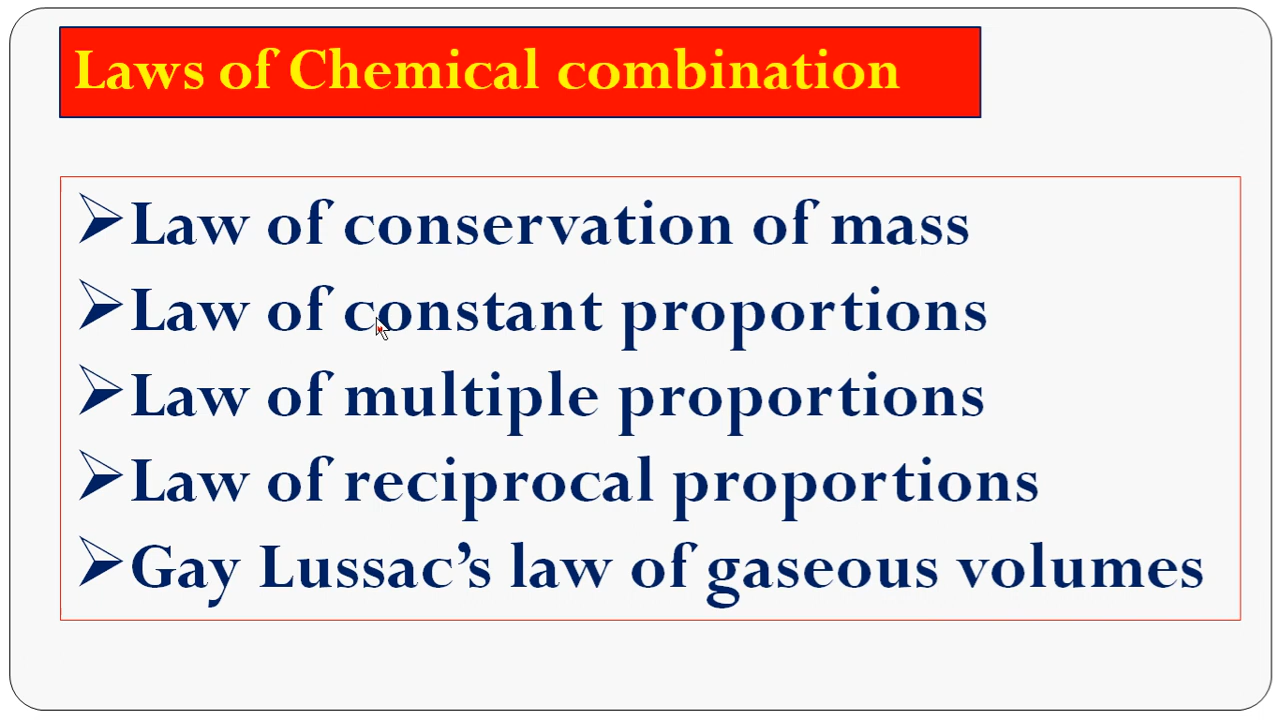 Laws of Chemical combination
➢Law of conservation of mass
➢Law of constant proportions
➢Law of multiple proportions
➢Law of reciprocal proportions
➢Gay Lussac’s law of gaseous volumes